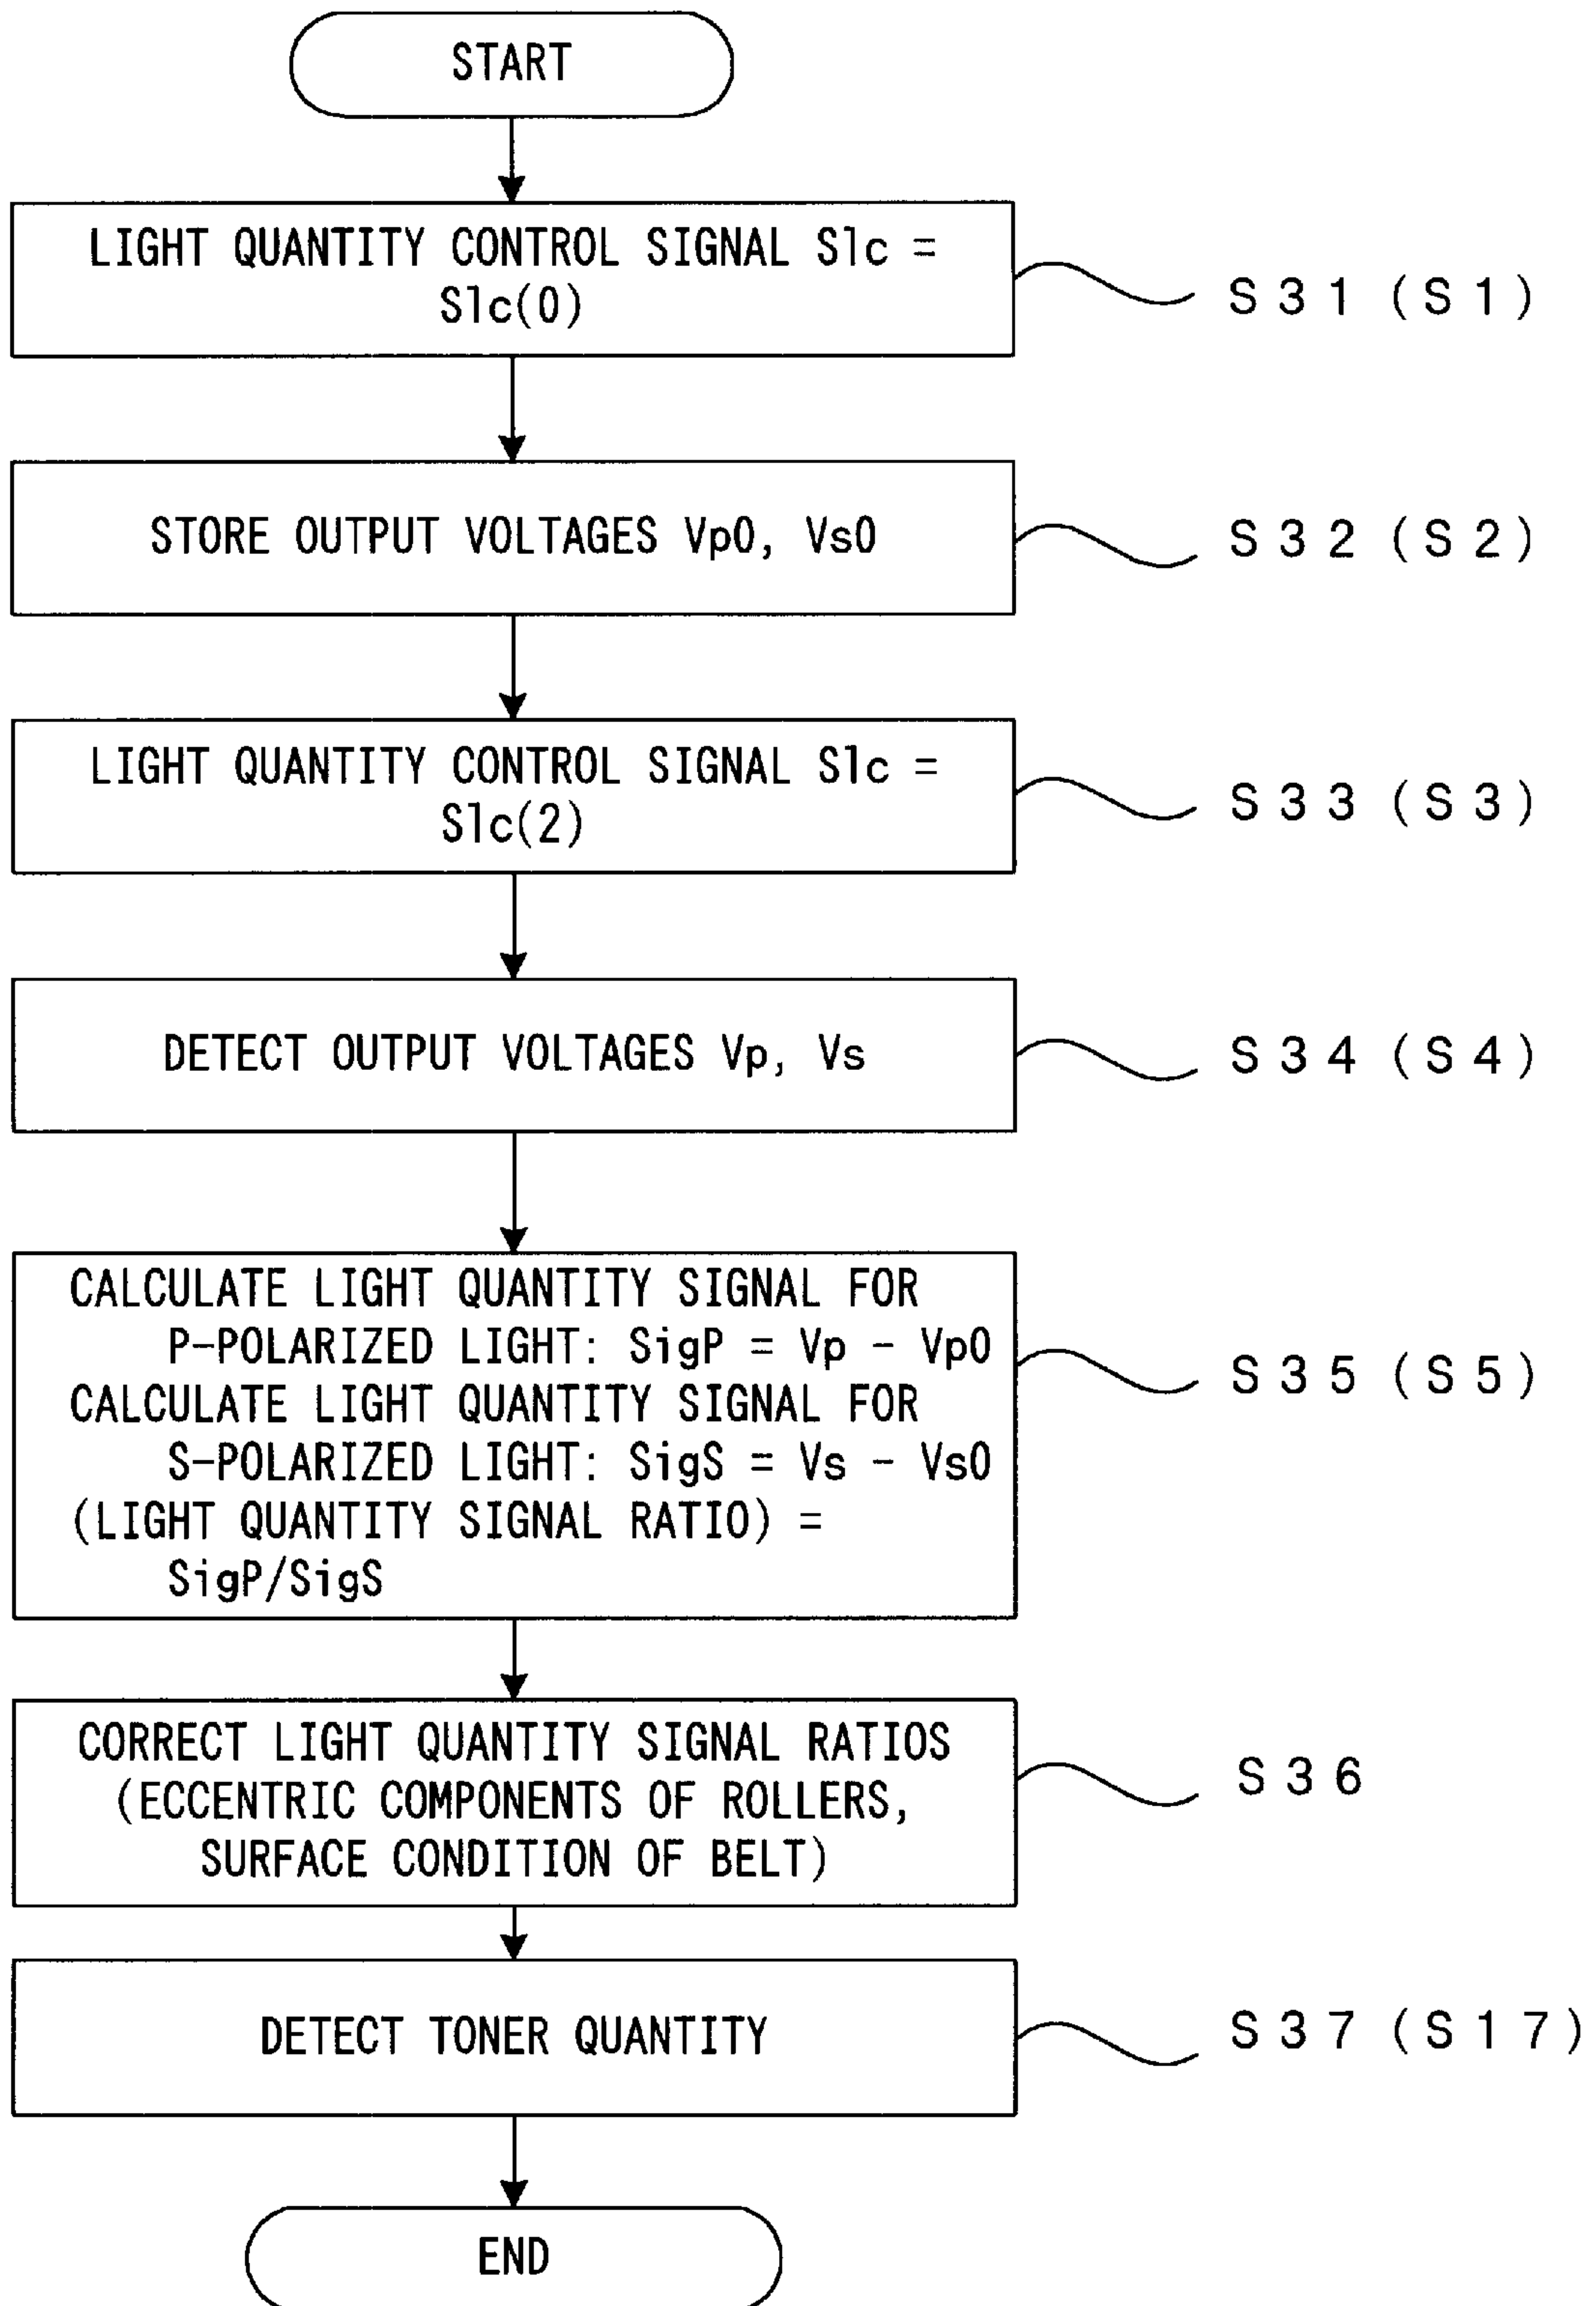 START
LIGHT QUANTITY CONTROL SIGNAL Slc =
Slc(0)
S31(S1)
STORE OUTPUT VOLTAGES Vp0, Vs0
S32(S2)
LIGHT QUANTITY CONTROL SIGNAL Slc =
Slc(2)
S33(S3)
DETECT OUTPUT VOLTAGES Vp, Vs
S34(S4)
CALCULATE LIGHT QUANTITY SIGNAL FOR
P-POLARIZED LIGHT: SigP = Vp - Vp0
CALCULATE LIGHT QUANTITY SIGNAL FOR
S-POLARIZED LIGHT: SigS = Vs - Vs0
(LIGHT QUANTITY SIGNAL RATIO) =
SigP/SigS
S35(S5)
CORRECT LIGHT QUANTITY SIGNAL RATIOS
(ECCENTRIC COMPONENTS OF ROLLERS,
SURFACE CONDITION OF BELT)
S36
DETECT TONER QUANTITY
S37(S17)
END